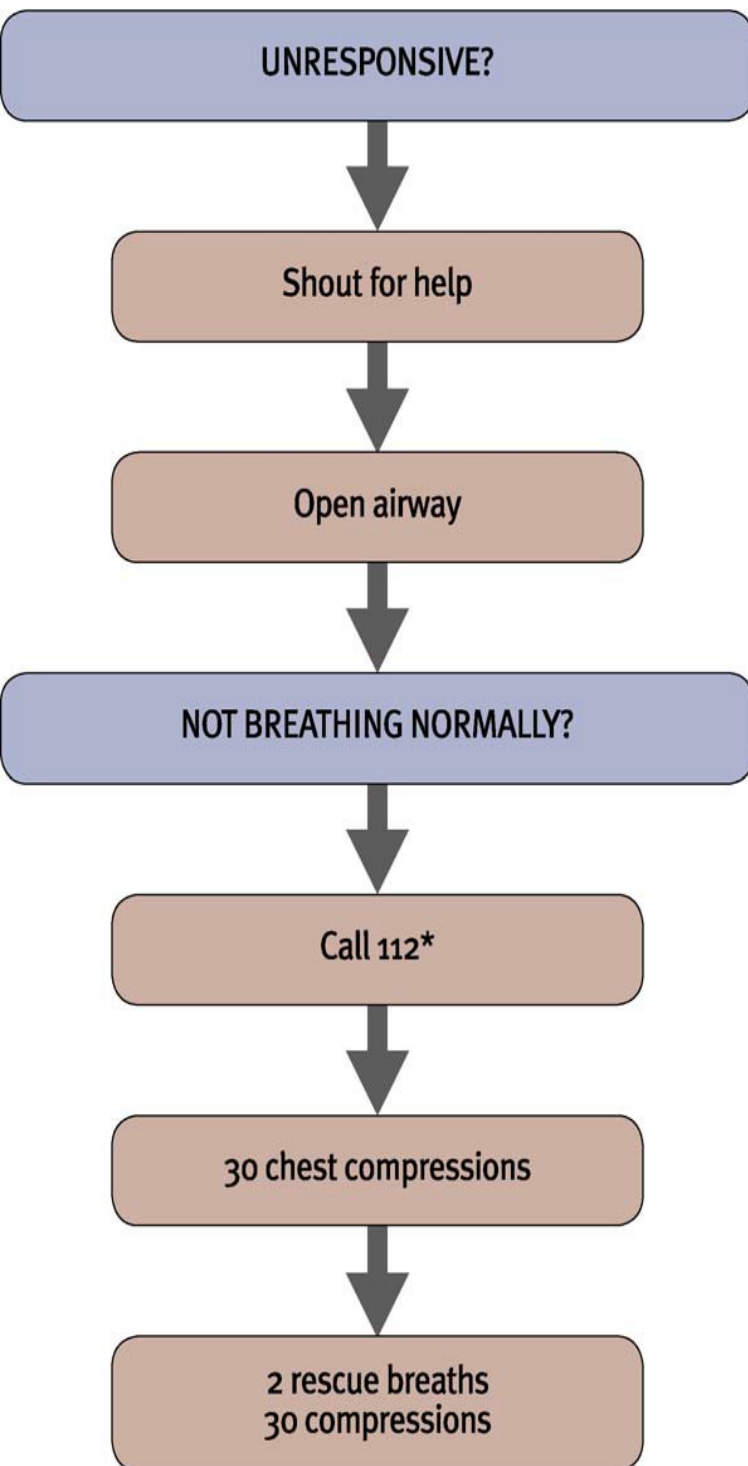 UNRESPONSIVE?
Shout for help
Open airway
NOT BREATHING NORMALLY?
Call 112*
30 chest compressions
2 rescue breaths
30 compressions